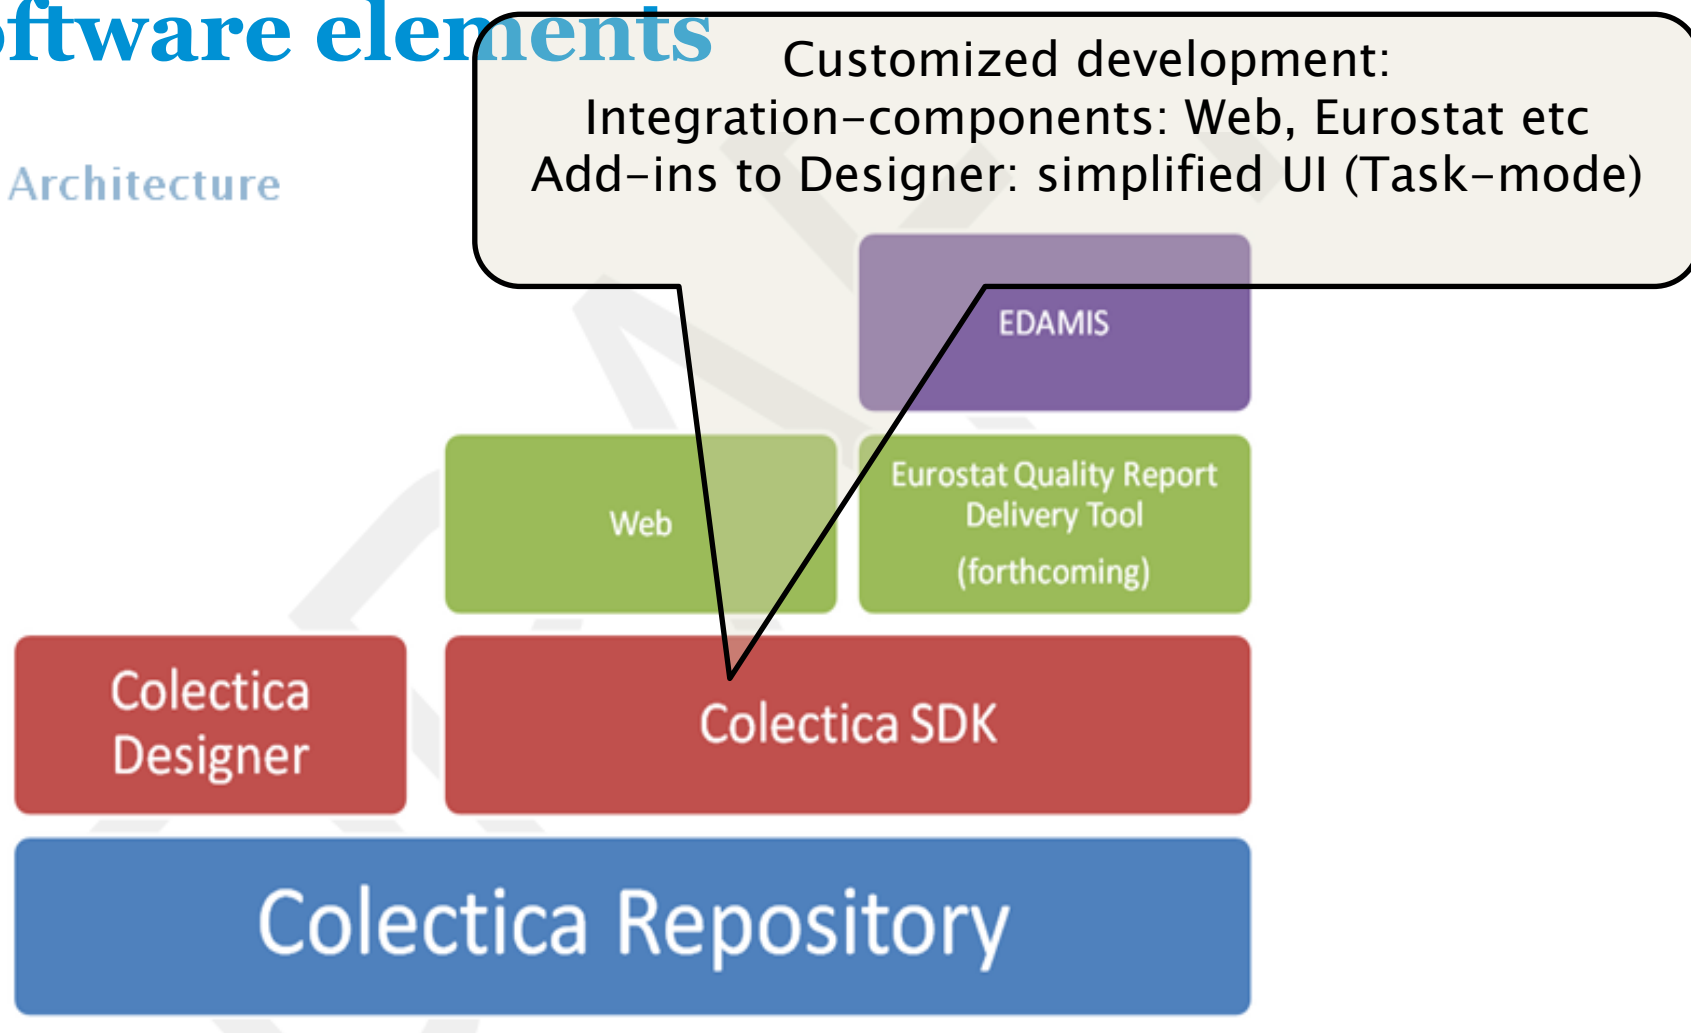 oftware elements
Customized development:
Integration-components: Web, Eurostat etc
Add-ins to Designer: simplified UI (Task-mode)
Architecture
EDAMIS
Web
Eurostat Quality Report
Delivery Tool
(forthcoming)
Colectica
Designer
Colectica SDK
Colectica Repository